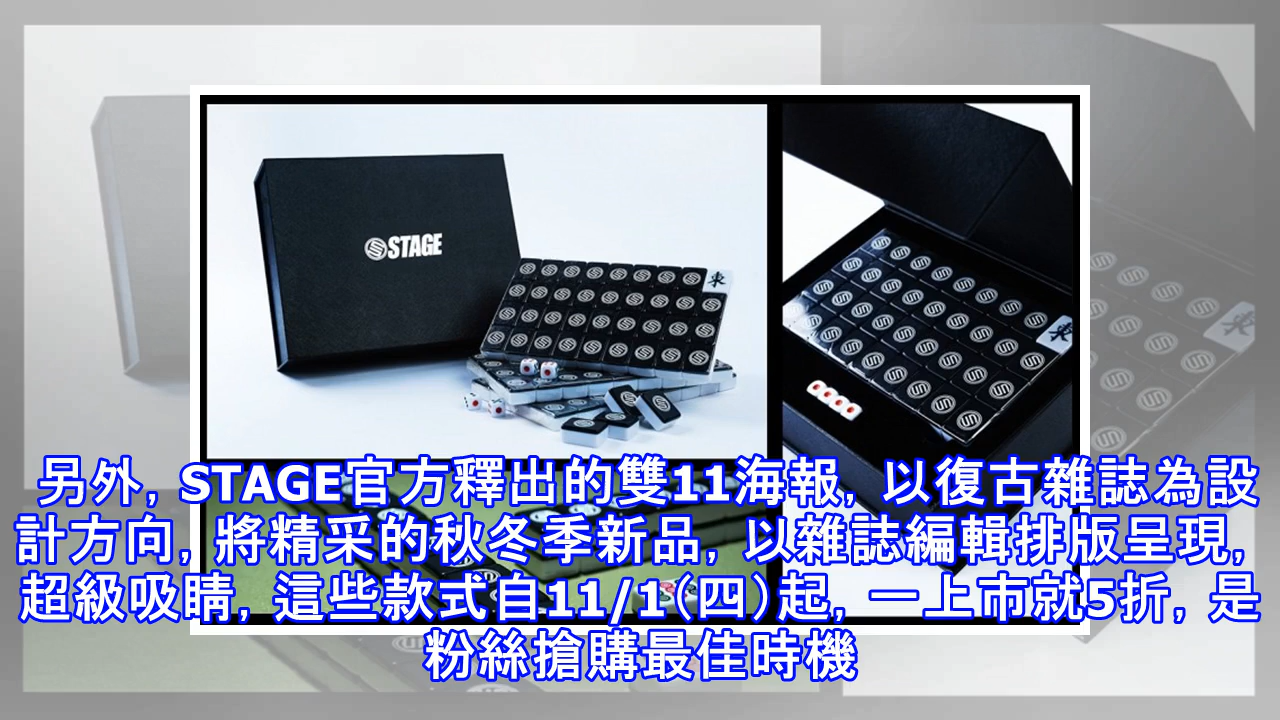 STAGE
東
東
另外, STAGE官方釋出的雙11海報, 以復古雜誌為設
計方向, 將精采的秋冬季新品, 以雜誌編輯排版呈現,
超級吸睛, 這些款式自11/1(四)起, 一上市就5折, 是
粉絲搶購最佳時機